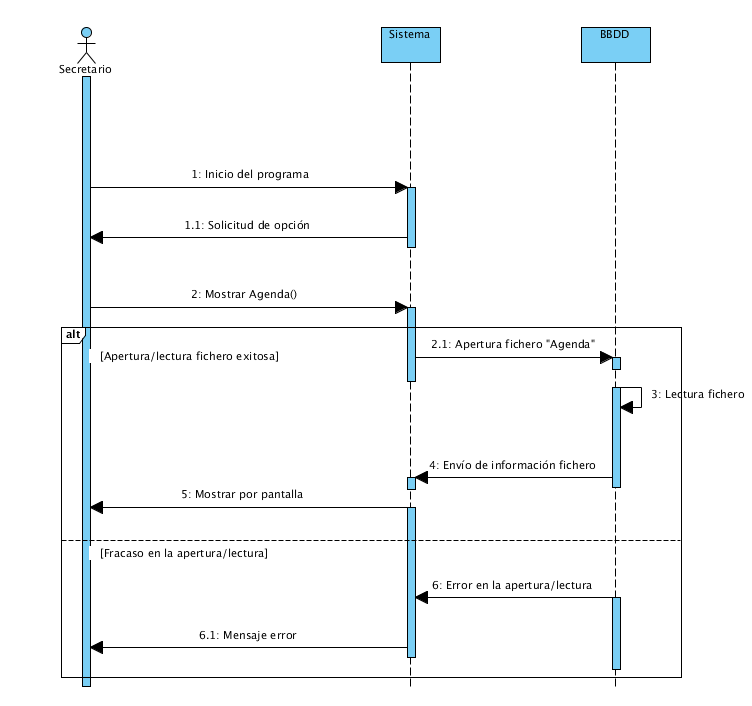 Secretario
Sistema
BBDD
1: Inicio del programa
1.1: Solicitud de opción
2: Mostrar Agenda()
alt
[Apertura/lectura fichero exitosa]
2.1: Apertura fichero "Agenda"
3: Lectura fichero
4: Envío de información fichero
5: Mostrar por pantalla
[Fracaso en la apertura/lectura]
6: Error en la apertura/lectura
6.1: Mensaje error